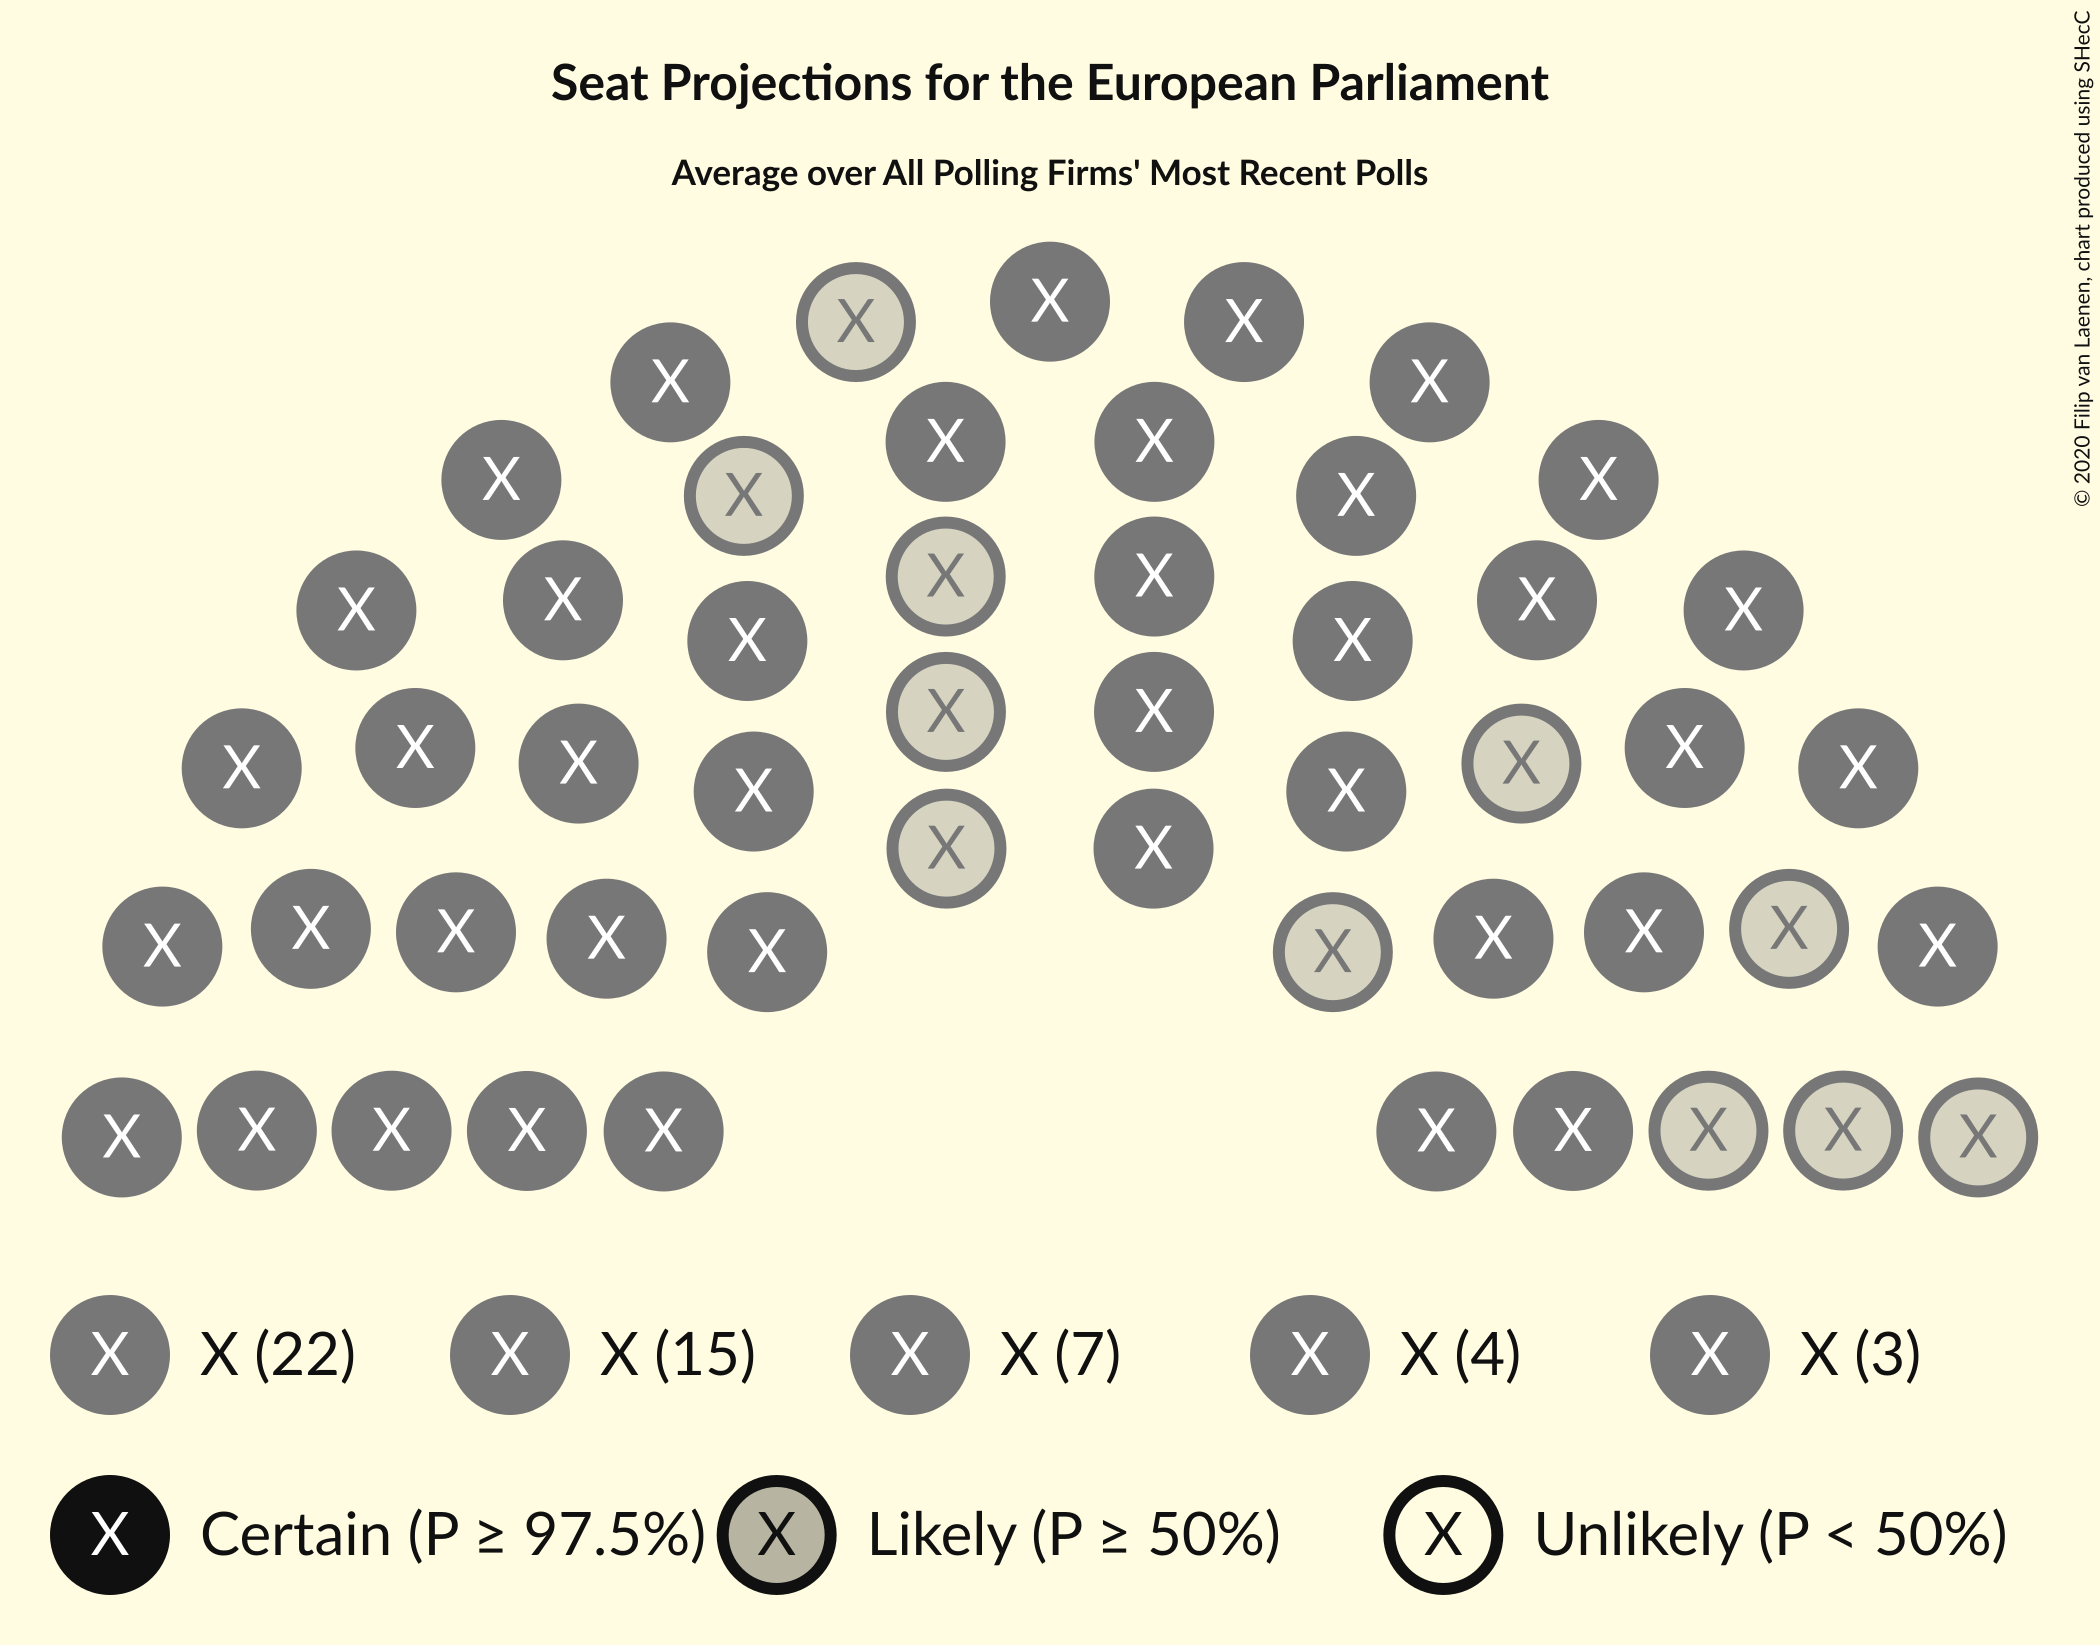 Seat Projections for the European Parliament
Average over All Polling Firms' Most Recent Polls
© 2020 Filip van Laenen, chart produced using SHecC
X X X
X X
X X X
X X
X X X X
X X
X X
X X X X
X X
X X
X X X X
X X
X X
X X
X X
X X X X
X X
X X
X X
X X
X X X X X X X X X X
X X X X X X X X X X
X X (22) X X (15) X X (7) X X (4) X X (3)
X Certain (P ≥ 97.5%) X Likely (P ≥ 50%) X Unlikely (P < 50%)